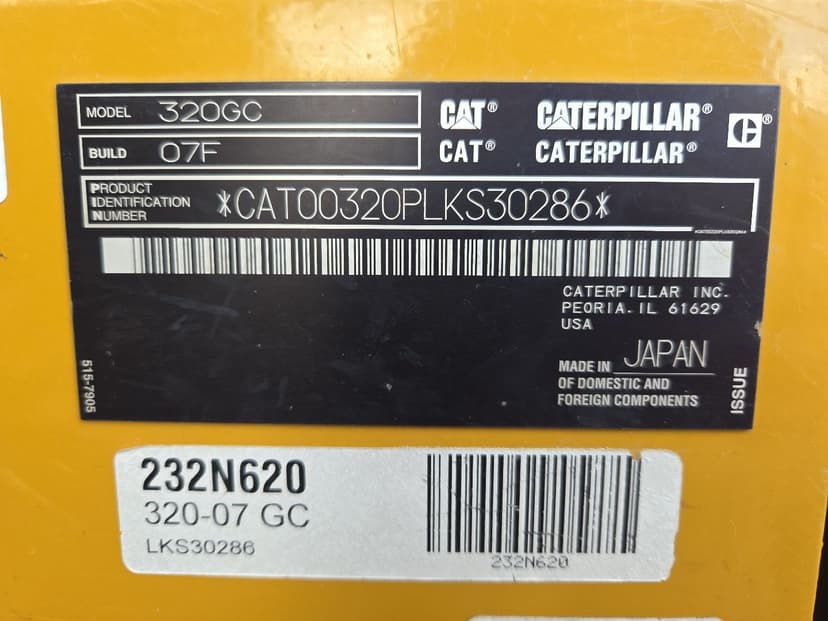 MODEL 320GC
CAT® CATERPILLAR®
BUILD 07F
CAT® CATERPILLAR®
PRODUCT
IDENTIFICATION
NUMBER
*CAT00320PLKS30286*
CATERPILLAR INC.
PEORIA. IL 61629
USA
MADE IN JAPAN
OF DOMESTIC AND
FOREIGN COMPONENTS
515-7905
ISSUE
232N620
320-07 GC
LKS30286
232N620